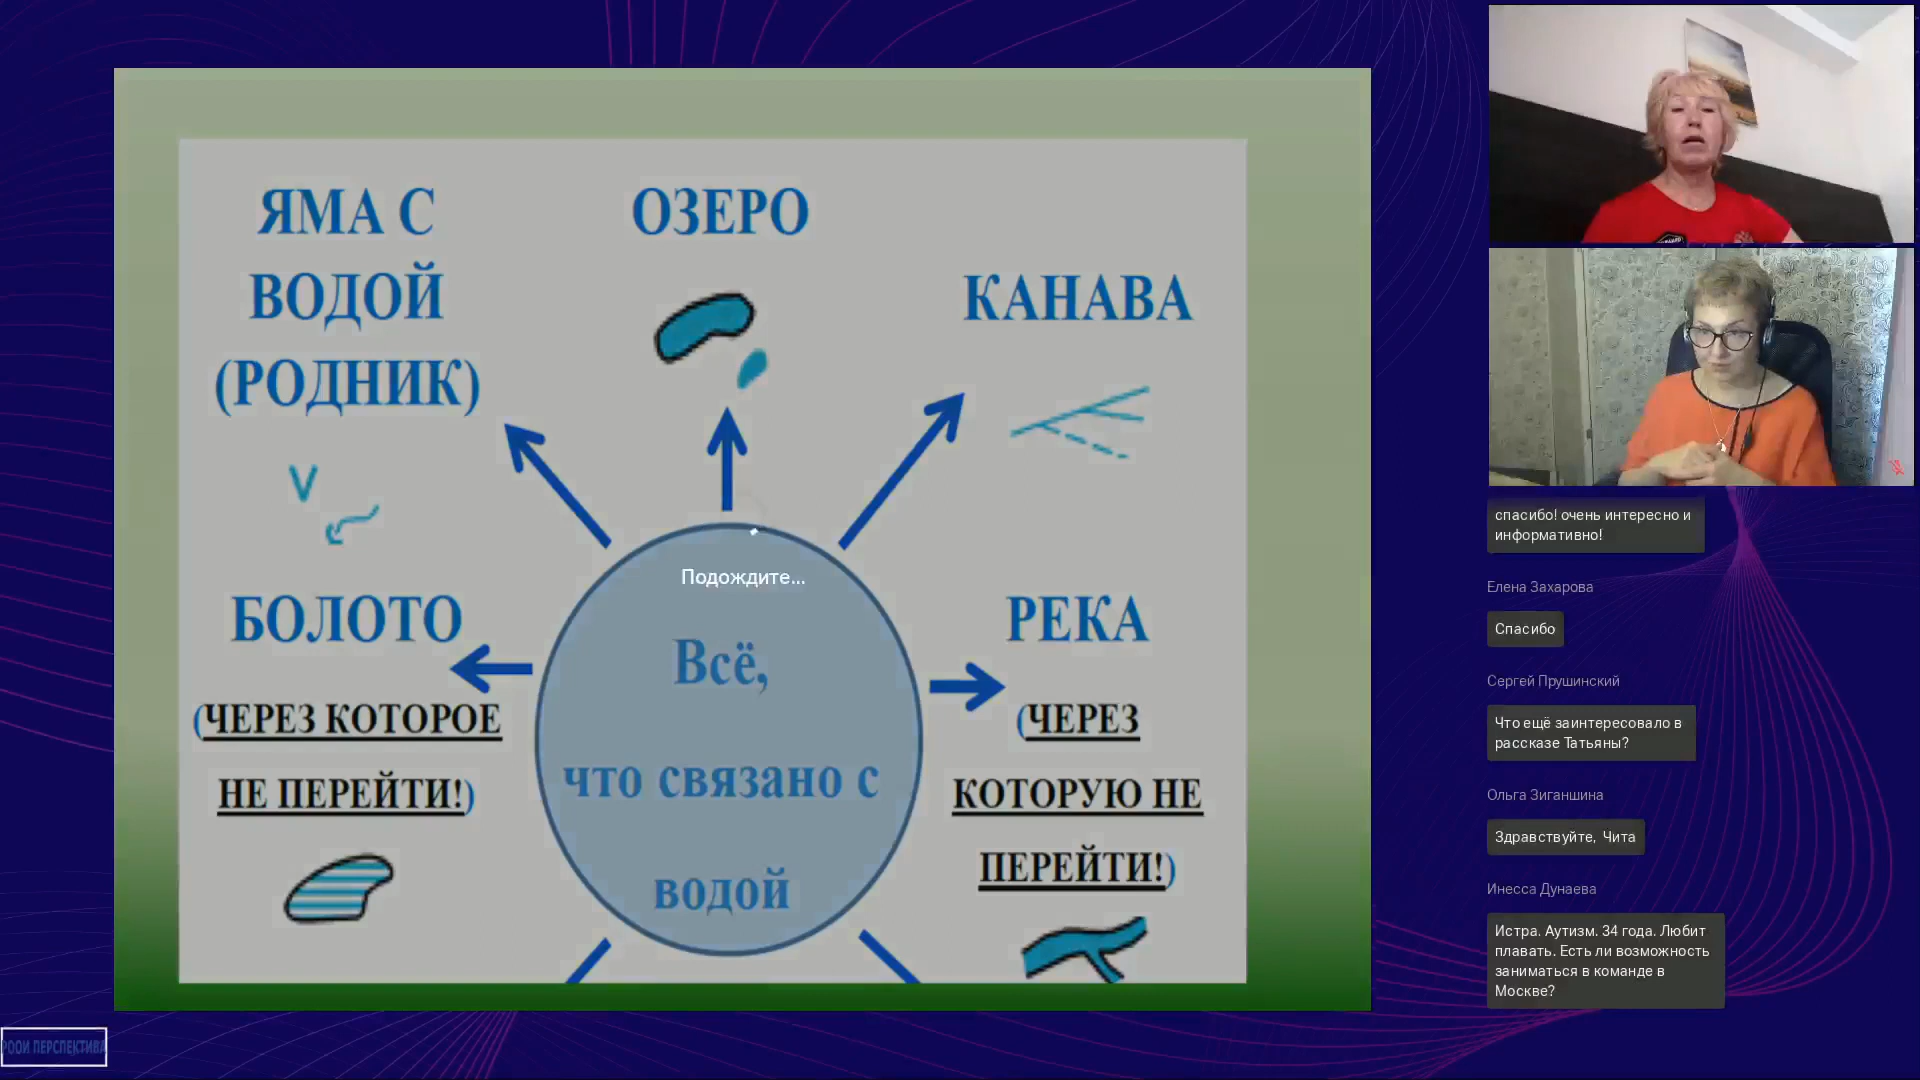 ЯМА С
ВОДОЙ
(РОДНИК)
ОЗЕРО
КАНАВА
БОЛОТО
(ЧЕРЕЗ КОТОРОЕ
НЕ ПЕРЕЙТИ!)
Подождите...
Всё,
что связано с
водой
РЕКА
(ЧЕРЕЗ
КОТОРУЮ НЕ
ПЕРЕЙТИ!)
спасибо! очень интересно и
информативно!
Елена Захарова
Спасибо
Сергей Прушинский
Что ещё заинтересовало в
рассказе Татьяны?
Ольга Зиганшина
Здравствуйте, Чита
Инесса Дунаева
Истра. Аутизм. 34 года. Любит
плавать. Есть ли возможность
заниматься в команде в
Москве?
РООИ ПЕРСПЕКТИВА